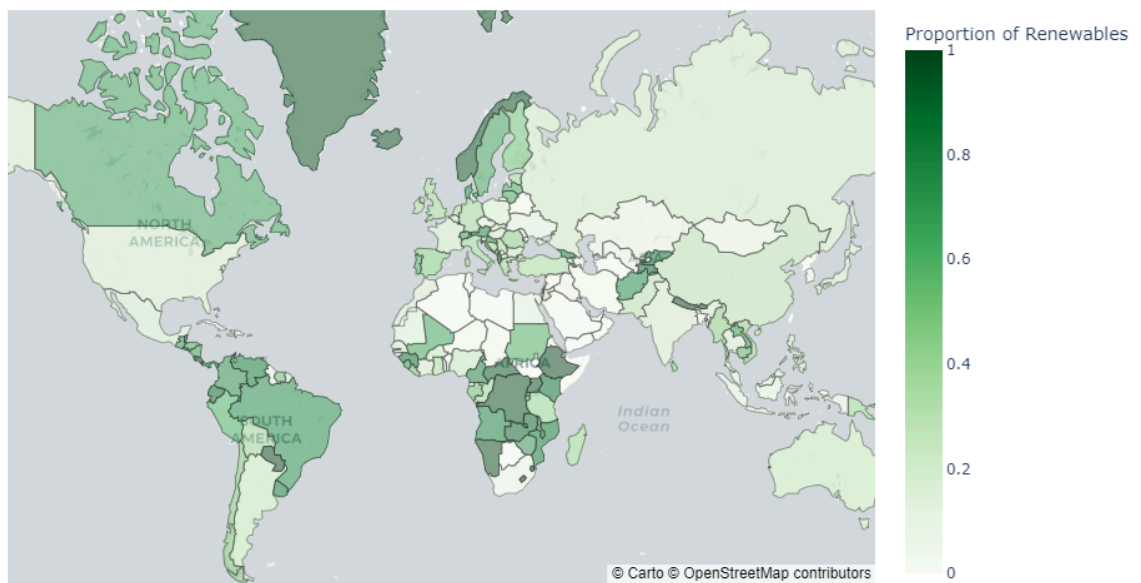 Proportion of Renewables
1
0.8
0.6
0.4
0.2
0
NORTH
AMERICA
AFRICA
SOUTH
AMERICA
Indian
Ocean
© Carto © OpenStreetMap contributors